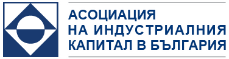 АСОЦИАЦИЯ
НА ИНДУСТРИАЛНИЯ
КАПИТАЛ В БЪЛГАРИЯ